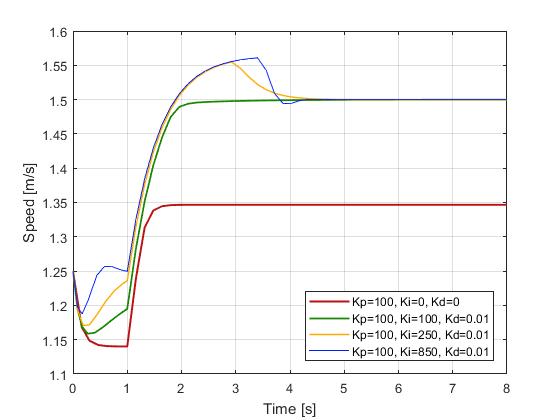 1.6
1.55
1.5
1.45
1.4
1.35
1.3
1.25
1.2
1.15
1.1
Speed [m/s]
Kp=100, Ki=0, Kd=0
Kp=100, Ki=100, Kd=0.01
Kp=100, Ki=250, Kd=0.01
Kp=100, Ki=850, Kd=0.01
0 1 2 3 4 5 6 7 8
Time [s]